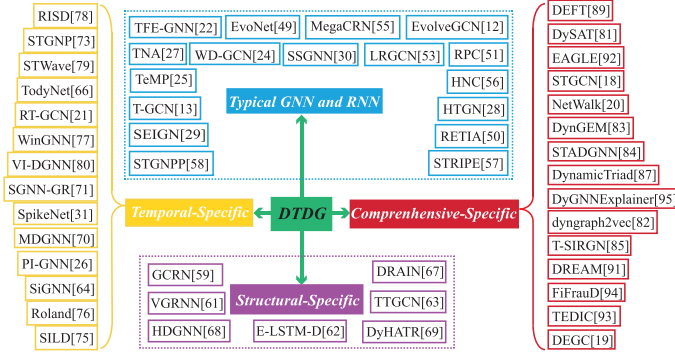 RISD[78]
STGNP[73]
STWave[79]
TodyNet[66]
RT-GCN[21]
WinGNN[77]
VI-DGNN[80]
SGNN-GR[71]
SpikeNet[31]
MDGNN[70]
PI-GNN[26]
SiGNN[64]
Roland[76]
SILD[75]
Temporal-Specific
TFE-GNN[22] EvoNet[49] MegaCRN[55] EvolveGCN[12]
TNA[27] WD-GCN[24] SSGNN[30] LRGCN[53] RPC[51]
TeMP[25] HNC[56]
T-GCN[13] Typical GNN and RNN HTGN[28]
SEIGN[29] RETIA[50]
STGNPP[58] STRIPE[57]
DTDG
GCRN[59] DRAIN[67]
VGRNN[61] Structural-Specific TTGCN[63]
HDGNN[68] E-LSTM-D[62] DyHATR[69]
Comprenhensive-Specific
DEFT[89]
DySAT[81]
EAGLE[92]
STGCN[18]
NetWalk[20]
DynGEM[83]
STADGNN[84]
DynamicTriad[87]
DyGNNExplainer[95]
dyngraph2vec[82]
T-SIRGN[85]
DREAM[91]
FiFrauD[94]
TEDIC[93]
DEGC[19]